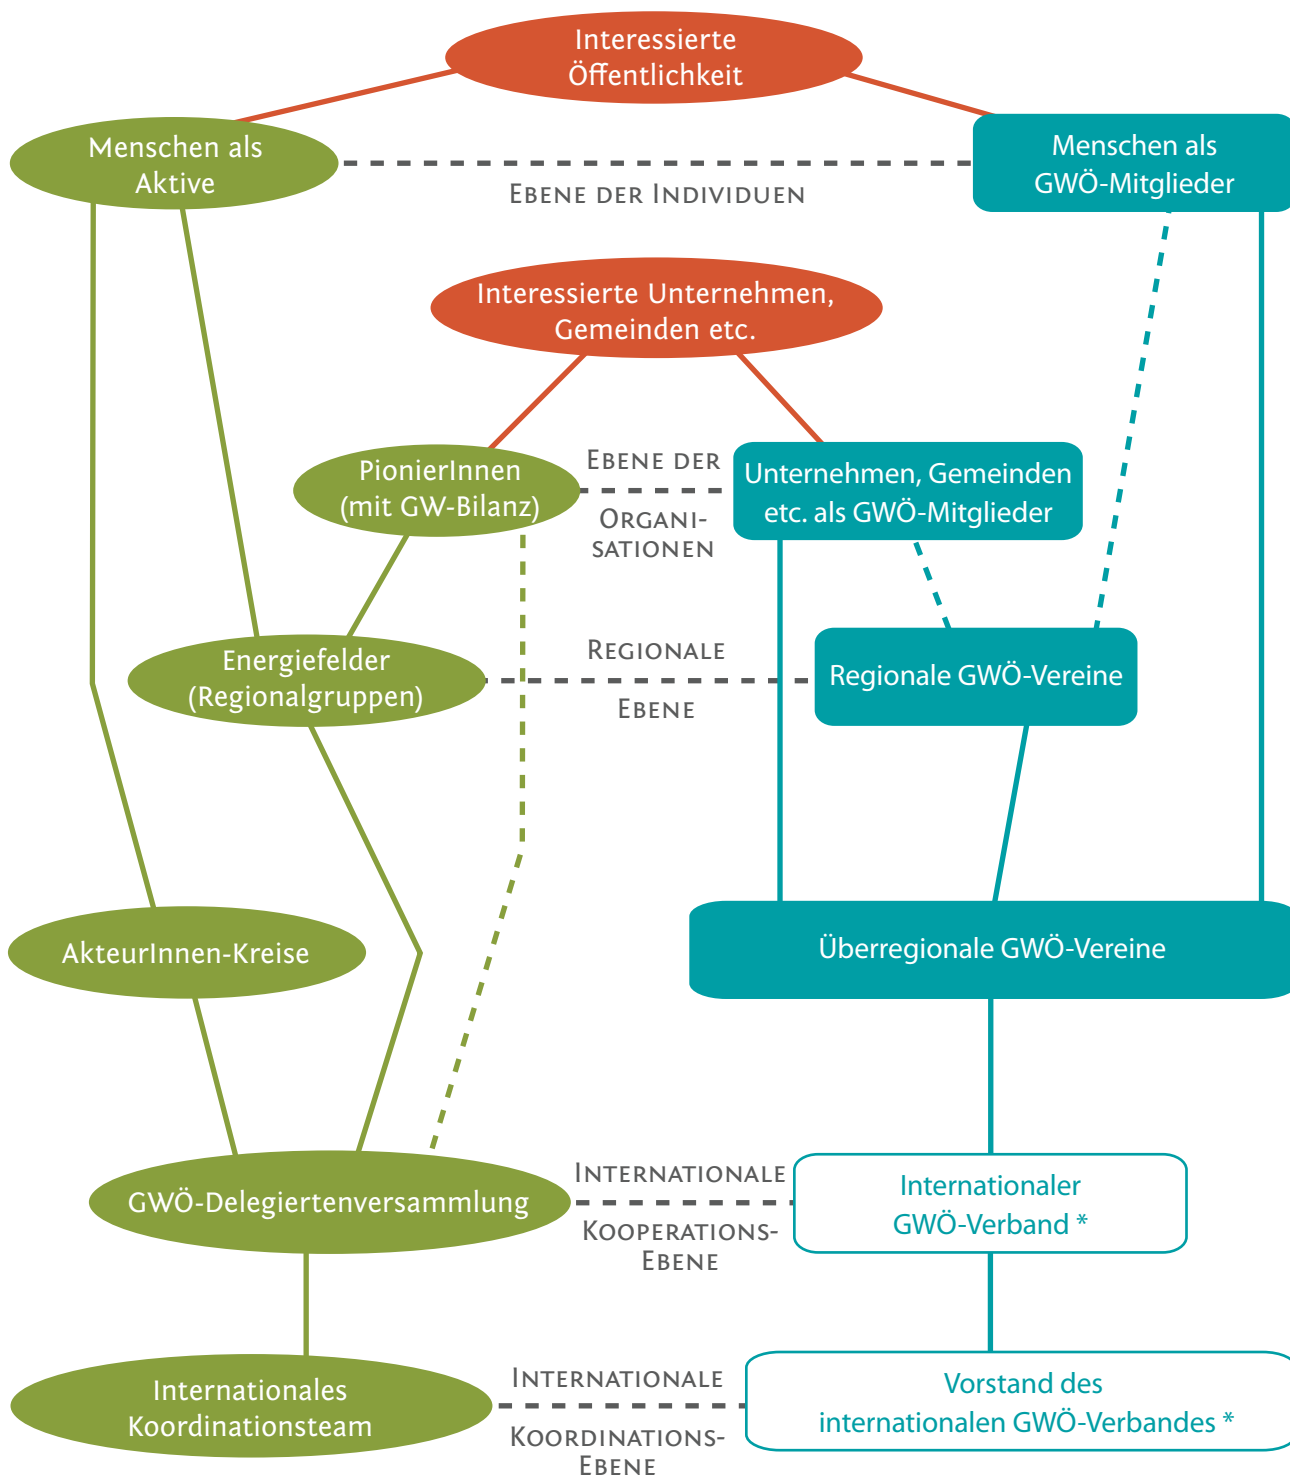 Interessierte
Öffentlichkeit
Menschen als
Aktive
Menschen als
GWÖ-Mitglieder
Ebene der Individuen
Interessierte Unternehmen,
Gemeinden etc.
PionierInnen
(mit GW-Bilanz)
Ebene der
Organi-
sationen
Unternehmen, Gemeinden
etc. als GWÖ-Mitglieder
Energiefelder
(Regionalgruppen)
Regionale
Ebene
Regionale GWÖ-Vereine
AkteurInnen-Kreise
Überregionale GWÖ-Vereine
GWÖ-Delegiertenversammlung
Internationale
Kooperations-
Ebene
Internationaler
GWÖ-Verband *
Internationales
Koordinationsteam
Internationale
Koordinations-
Ebene
Vorstand des
internationalen GWÖ-Verbandes *